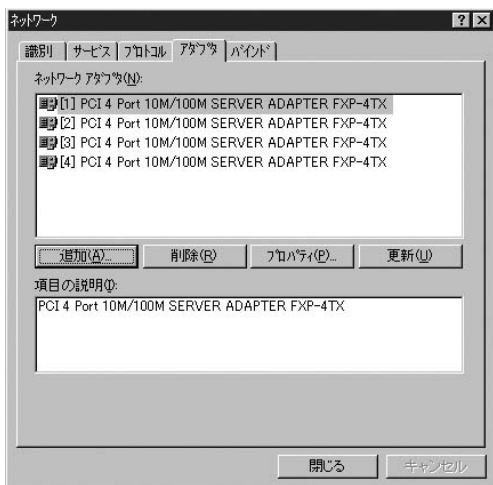 ネットワーク
識別 サービス プロトコル アダプタ バインド
ネットワーク アダプタ(N):
[1] PCI 4 Port 10M/100M SERVER ADAPTER FXP-4TX
[2] PCI 4 Port 10M/100M SERVER ADAPTER FXP-4TX
[3] PCI 4 Port 10M/100M SERVER ADAPTER FXP-4TX
[4] PCI 4 Port 10M/100M SERVER ADAPTER FXP-4TX
追加(A)... 削除(R) プロパティ(P)... 更新(U)
項目の説明(I):
PCI 4 Port 10M/100M SERVER ADAPTER FXP-4TX
閉じる キャンセル